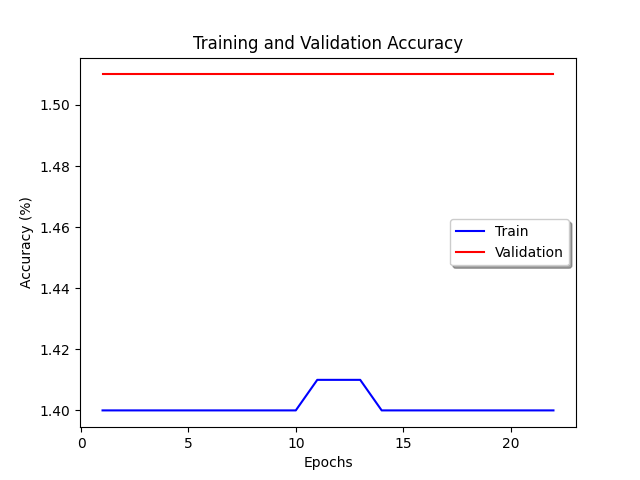 Training and Validation Accuracy
Accuracy (%)
1.50
1.48
1.46
1.44
1.42
1.40
Train
Validation
0
5
10
15
20
Epochs